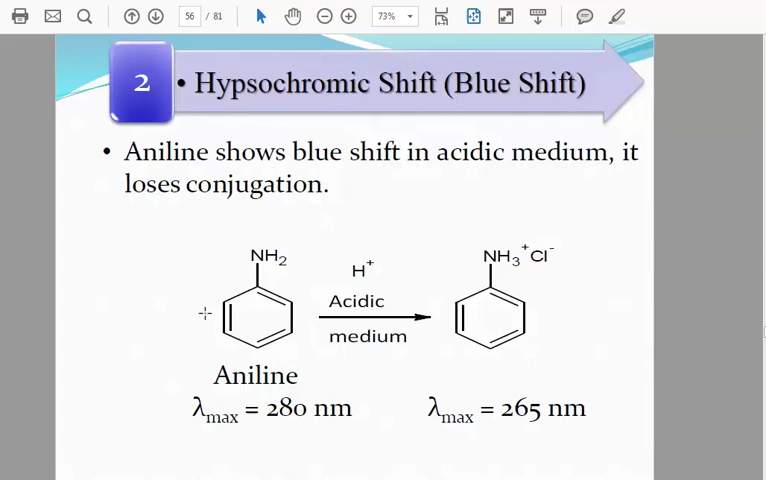 56 / 81
73%
2
• Hypsochromic Shift (Blue Shift)
• Aniline shows blue shift in acidic medium, it
loses conjugation.
NH₂
H⁺
Acidic
medium
NH₃⁺Cl⁻
Aniline
λmax = 280 nm
λmax = 265 nm